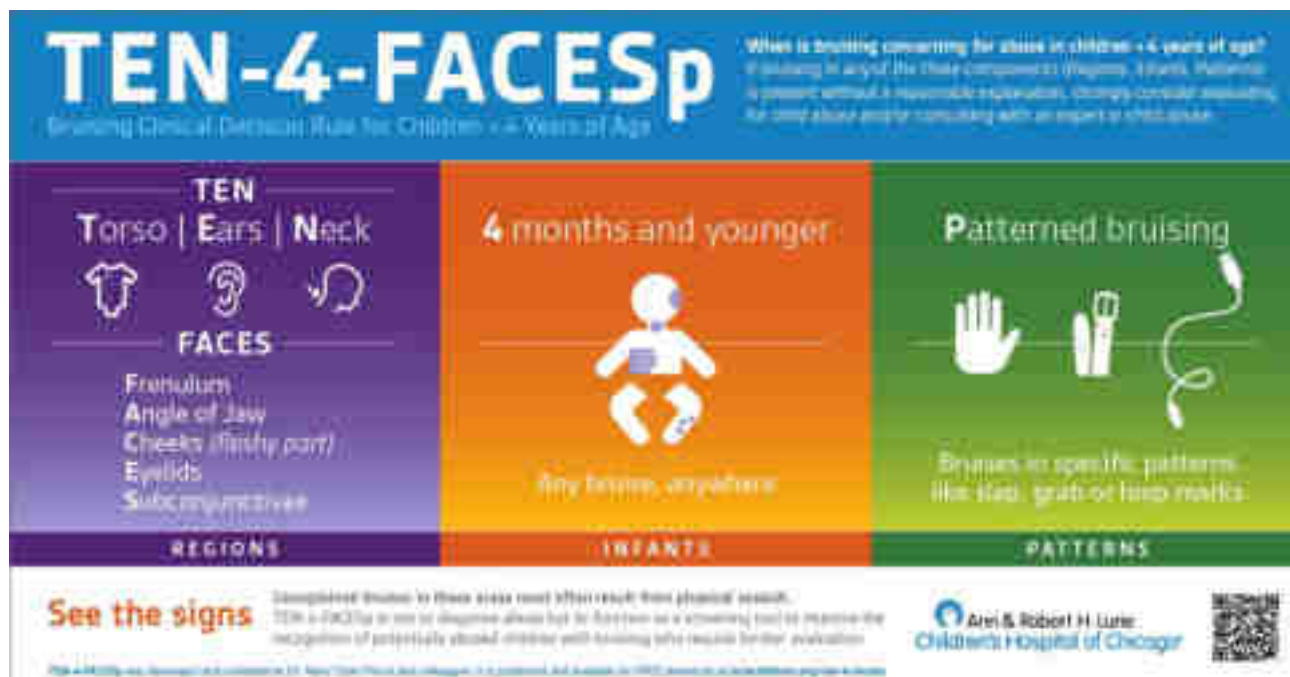 TEN-4-FACESp
Bruising Clinical Decision Rule for Children <4 Years of Age
When is bruising concerning for abuse in children <4 years of age?
If bruising in any of the three components (Regions, Infants, Patterns)
is present without a reasonable explanation, strongly consider evaluating
for child abuse and/or consulting with an expert in child abuse.
TEN
Torso | Ears | Neck
FACES
Frenulum
Angle of Jaw
Cheeks (fleshy part)
Eyelids
Subconjunctivae
REGIONS
4 months and younger
Any bruise, anywhere
INFANTS
Patterned bruising
Bruises in specific patterns
like slap, grab or loop marks
PATTERNS
See the signs
Unexplained bruises in these areas most often result from physical assault.
TEN-4-FACESp is not to diagnose abuse but to function as a screening tool to improve the
recognition of potentially abused children with bruising who require further evaluation.
Ann & Robert H. Lurie
Children's Hospital of Chicago